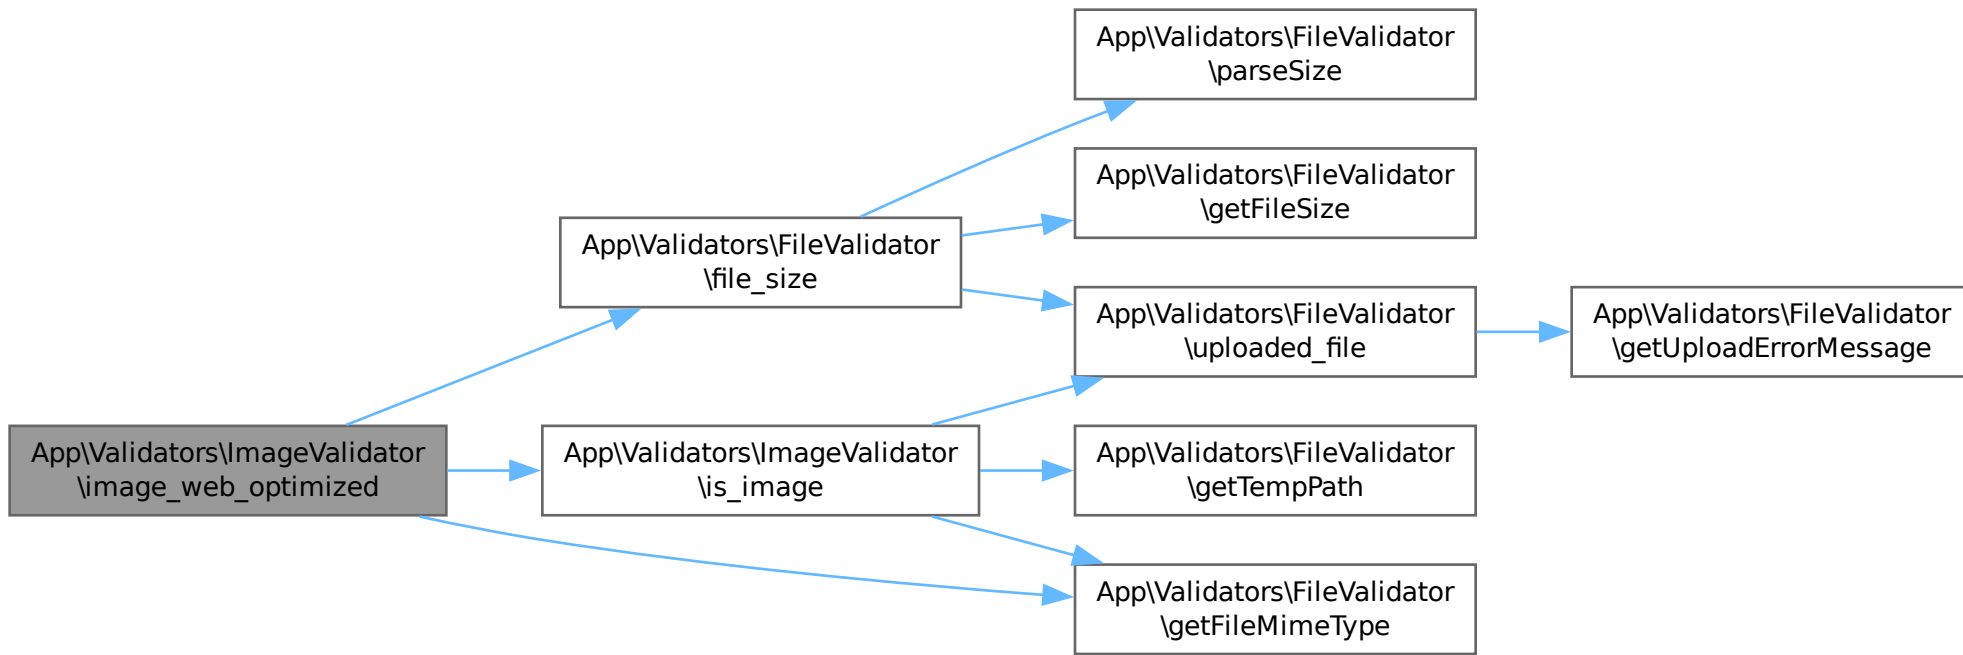 App\Validators\ImageValidator
\image_web_optimized
App\Validators\FileValidator
\file_size
App\Validators\ImageValidator
\is_image
App\Validators\FileValidator
\parseSize
App\Validators\FileValidator
\getFileSize
App\Validators\FileValidator
\uploaded_file
App\Validators\FileValidator
\getTempPath
App\Validators\FileValidator
\getFileMimeType
App\Validators\FileValidator
\getUploadErrorMessage